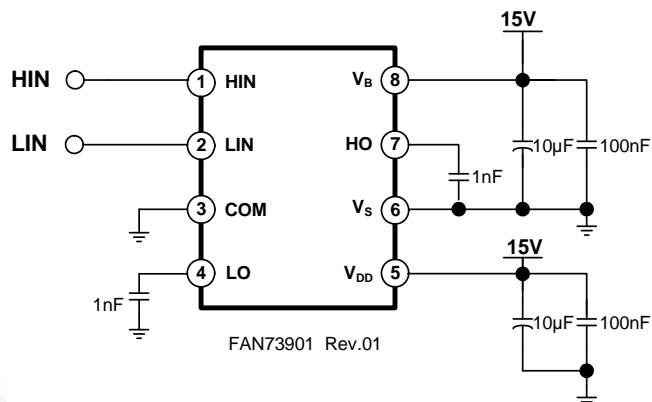 15V
HIN
1
HIN
V_B
8
LIN
2
LIN
HO
7
10µF
100nF
1nF
3
COM
V_S
6
15V
4
LO
V_DD
5
1nF
10µF
100nF
FAN73901 Rev.01